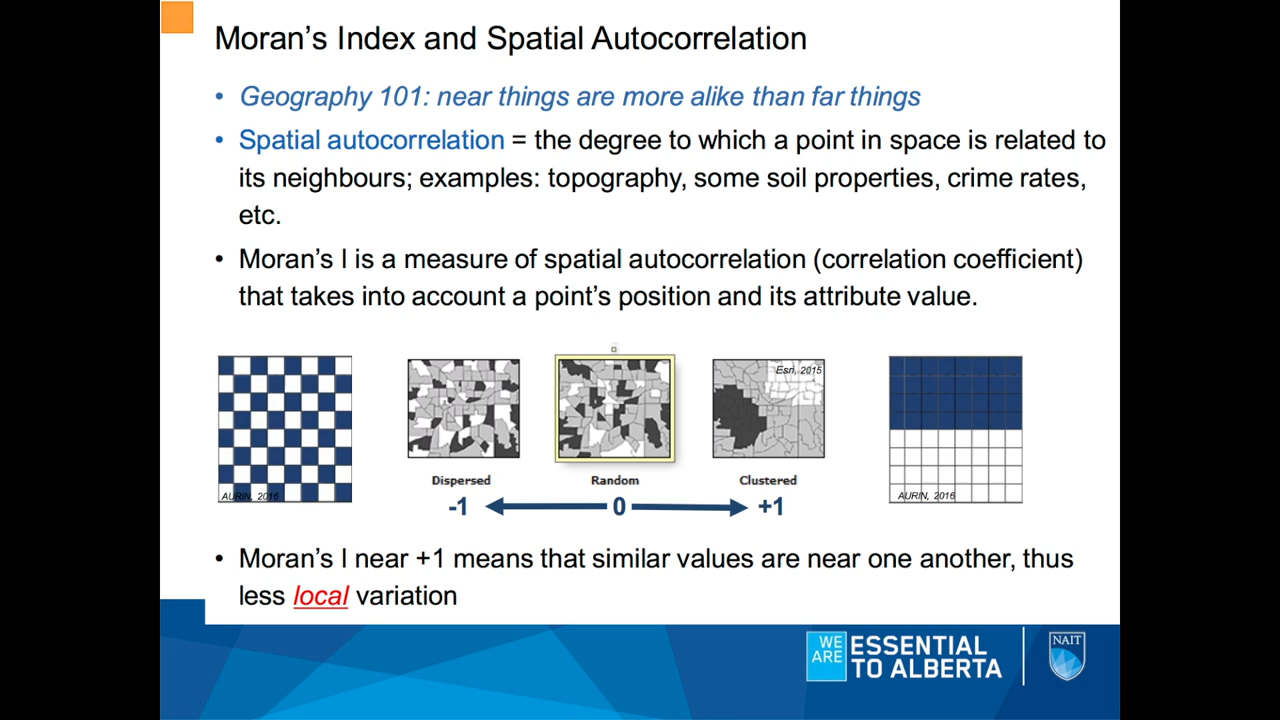 Moran’s Index and Spatial Autocorrelation
• Geography 101: near things are more alike than far things
• Spatial autocorrelation = the degree to which a point in space is related to
its neighbours; examples: topography, some soil properties, crime rates,
etc.
• Moran’s I is a measure of spatial autocorrelation (correlation coefficient)
that takes into account a point’s position and its attribute value.
Esri, 2015
AURIN, 2016
AURIN, 2016
Dispersed
Random
Clustered
-1
0
+1
• Moran’s I near +1 means that similar values are near one another, thus
less local variation
WE ARE
ESSENTIAL
TO ALBERTA
NAIT